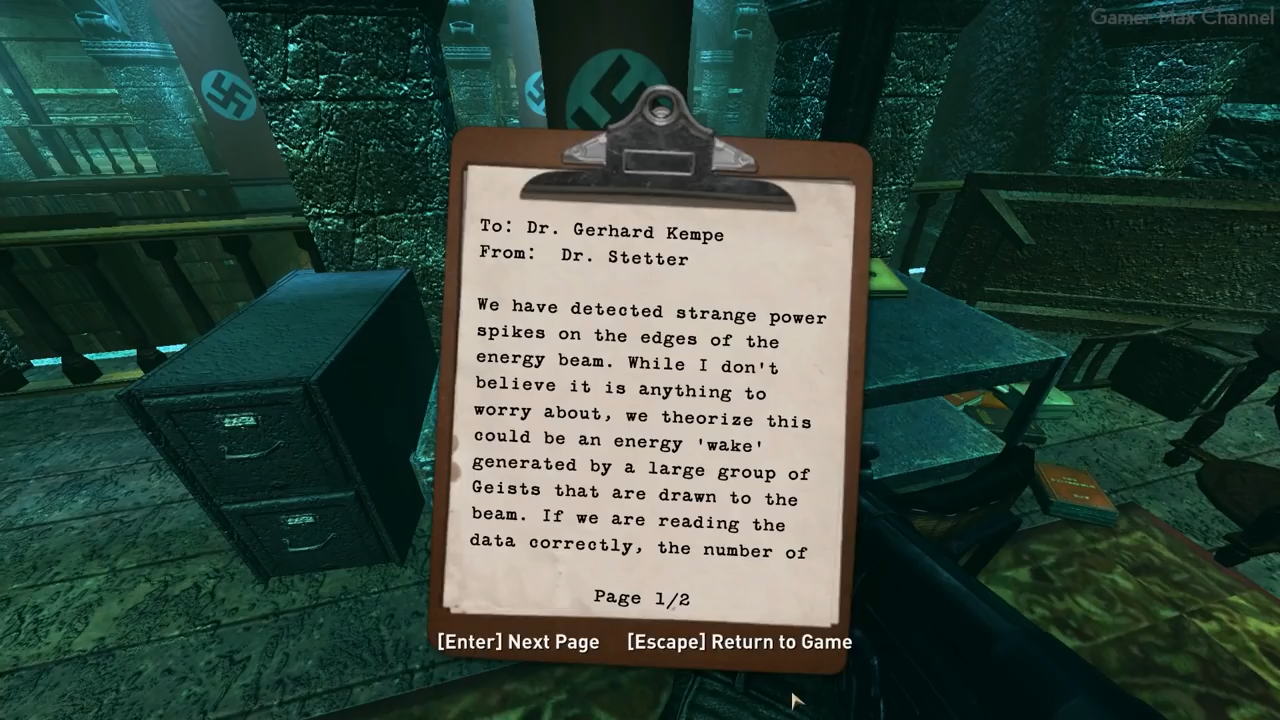 Gamer Max Channel
To: Dr. Gerhard Kempe
From: Dr. Stetter
We have detected strange power
spikes on the edges of the
energy beam. While I don't
believe it is anything to
worry about, we theorize this
could be an energy 'wake'
generated by a large group of
Geists that are drawn to the
beam. If we are reading the
data correctly, the number of
Page 1/2
[Enter] Next Page [Escape] Return to Game